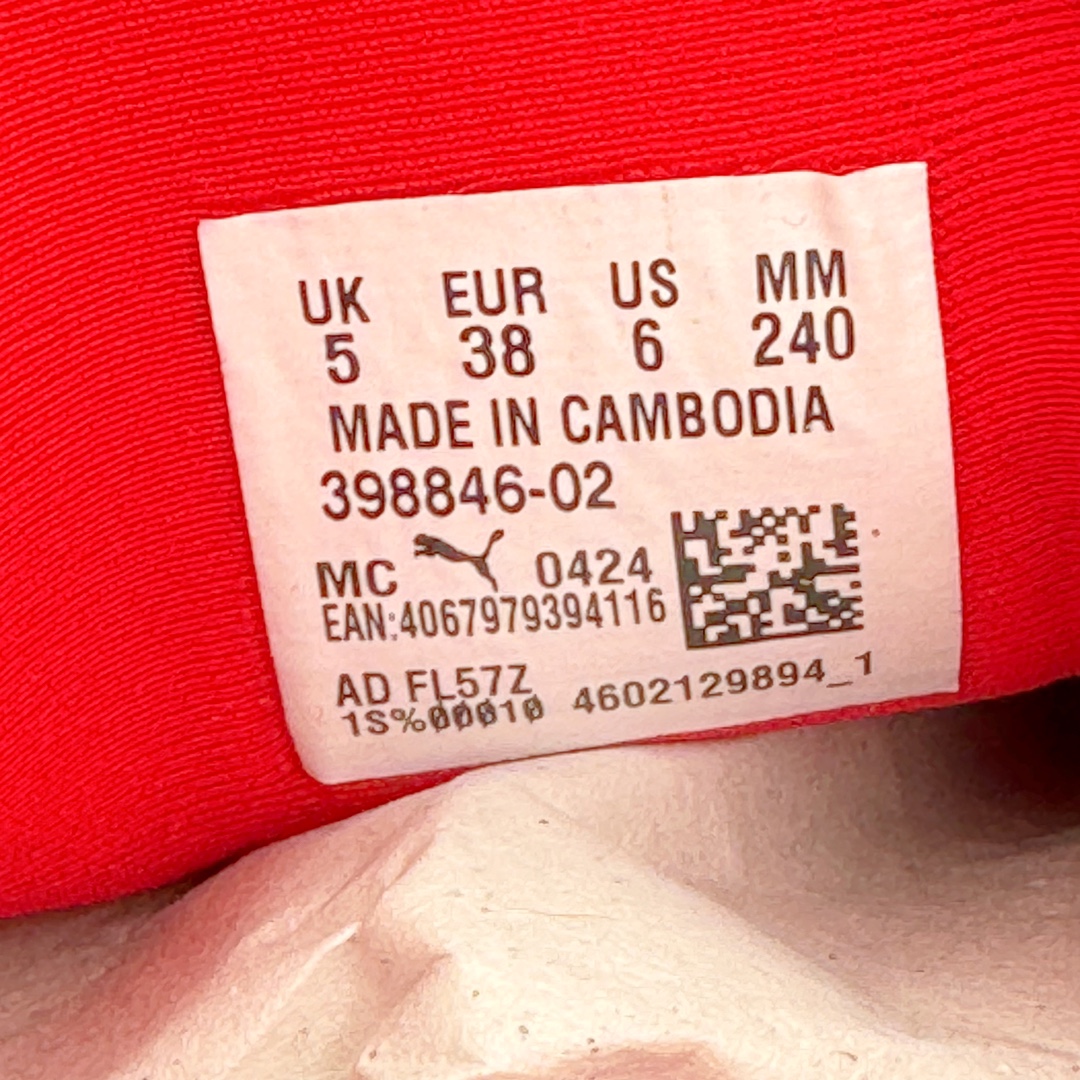 UK EUR US MM
5 38 6 240
MADE IN CAMBODIA
398846-02
MC 0424
EAN:4067979394116
AD FL57Z
1S%00010 4602129894_1